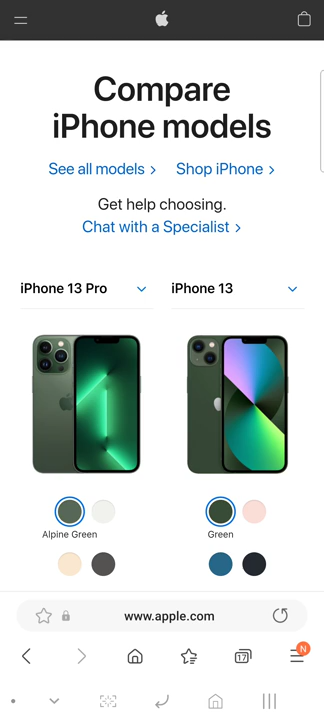 Compare
iPhone models
See all models >
Shop iPhone >
Get help choosing.
Chat with a Specialist >
iPhone 13 Pro
iPhone 13
Alpine Green
Green
www.apple.com
17
N